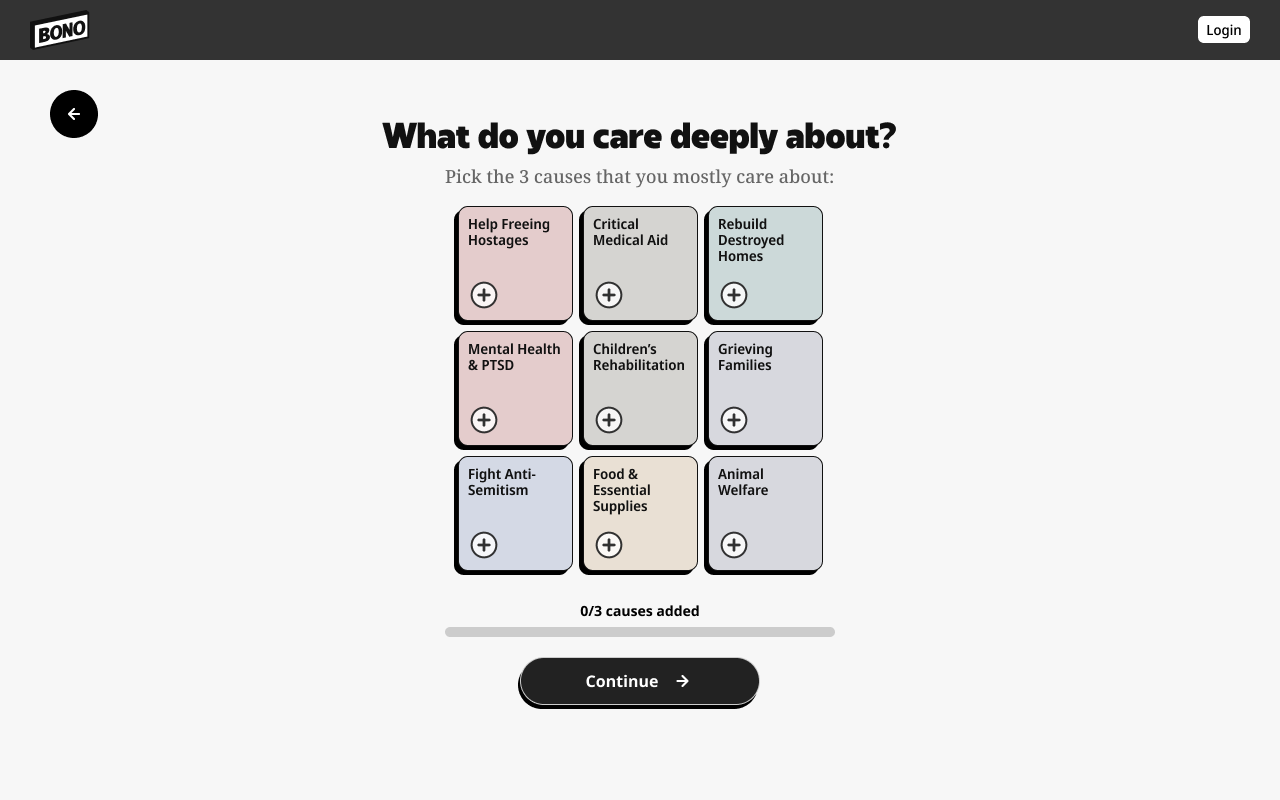 BONO
Login
What do you care deeply about?
Pick the 3 causes that you mostly care about:
Help Freeing
Hostages
Critical
Medical Aid
Rebuild
Destroyed
Homes
Mental Health
& PTSD
Children's
Rehabilitation
Grieving
Families
Fight Anti-
Semitism
Food &
Essential
Supplies
Animal
Welfare
0/3 causes added
Continue